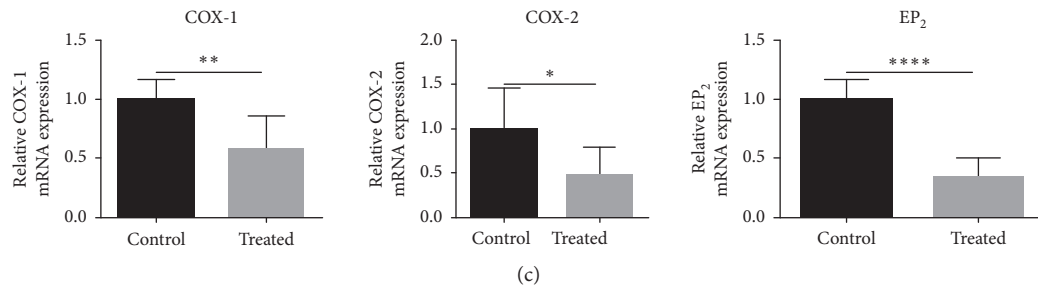 COX-1
Relative COX-1
mRNA expression
1.5
1.0
0.5
0.0
**
Control Treated
COX-2
Relative COX-2
mRNA expression
2.0
1.5
1.0
0.5
0.0
*
Control Treated
EP₂
Relative EP₂
mRNA expression
1.5
1.0
0.5
0.0
****
Control Treated
(c)